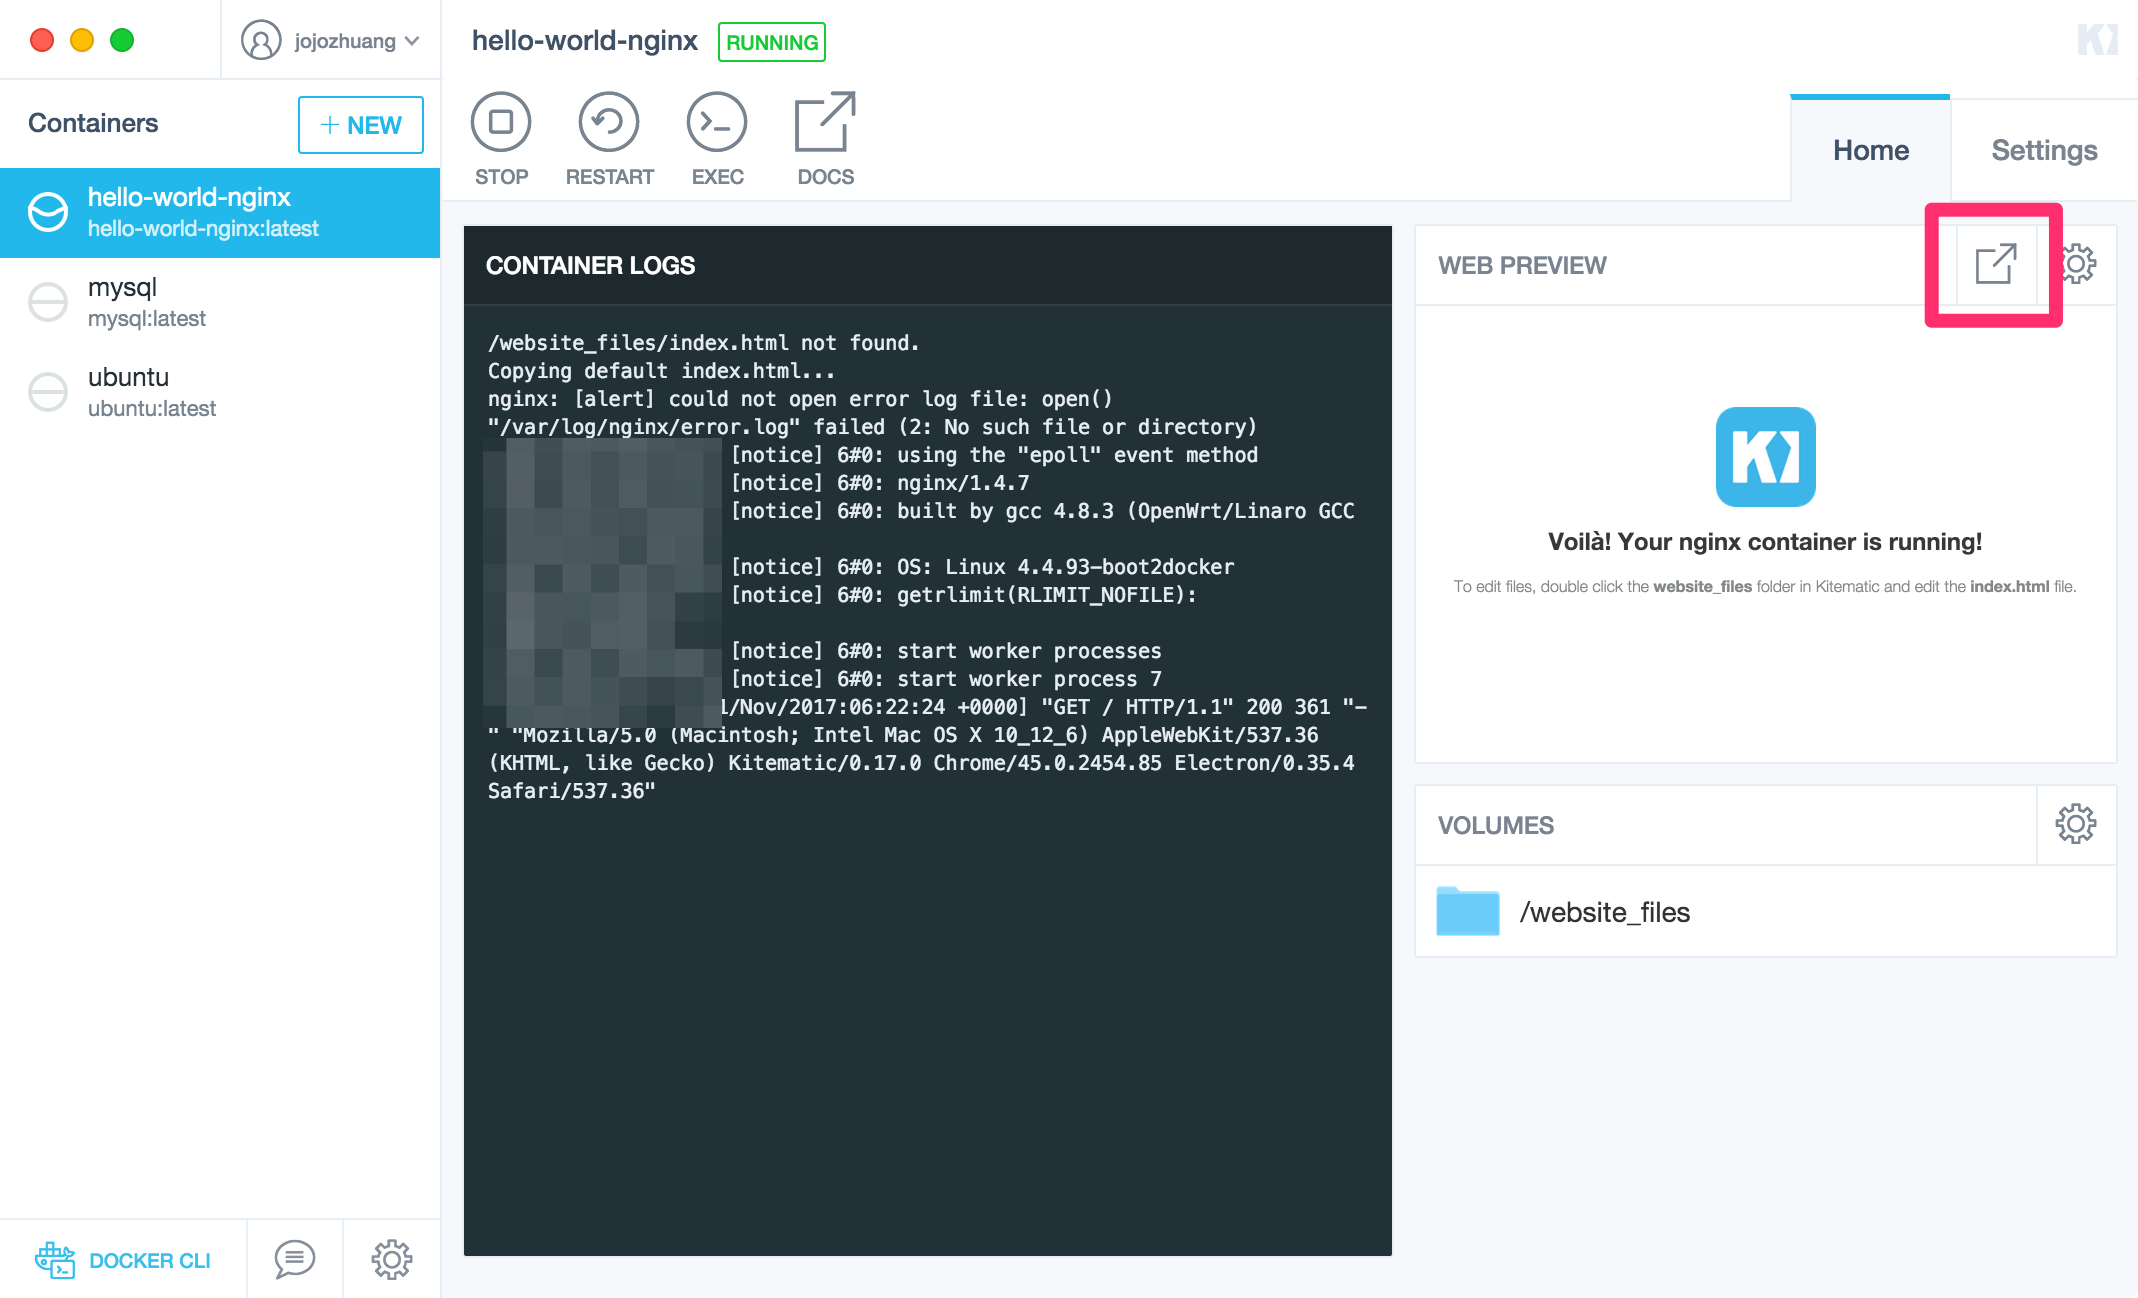 jojozhuang
hello-world-nginx RUNNING
Containers
+ NEW
STOP
RESTART
EXEC
DOCS
Home
Settings
hello-world-nginx
hello-world-nginx:latest
mysql
mysql:latest
ubuntu
ubuntu:latest
CONTAINER LOGS
/website_files/index.html not found.
Copying default index.html...
nginx: [alert] could not open error log file: open()
"/var/log/nginx/error.log" failed (2: No such file or directory)
[notice] 6#0: using the "epoll" event method
[notice] 6#0: nginx/1.4.7
[notice] 6#0: built by gcc 4.8.3 (OpenWrt/Linaro GCC
[notice] 6#0: OS: Linux 4.4.93-boot2docker
[notice] 6#0: getrlimit(RLIMIT_NOFILE):
[notice] 6#0: start worker processes
[notice] 6#0: start worker process 7
1/Nov/2017:06:22:24 +0000] "GET / HTTP/1.1" 200 361 "-
" "Mozilla/5.0 (Macintosh; Intel Mac OS X 10_12_6) AppleWebKit/537.36
(KHTML, like Gecko) Kitematic/0.17.0 Chrome/45.0.2454.85 Electron/0.35.4
Safari/537.36"
WEB PREVIEW
Voilà! Your nginx container is running!
To edit files, double click the website_files folder in Kitematic and edit the index.html file.
VOLUMES
/website_files
DOCKER CLI